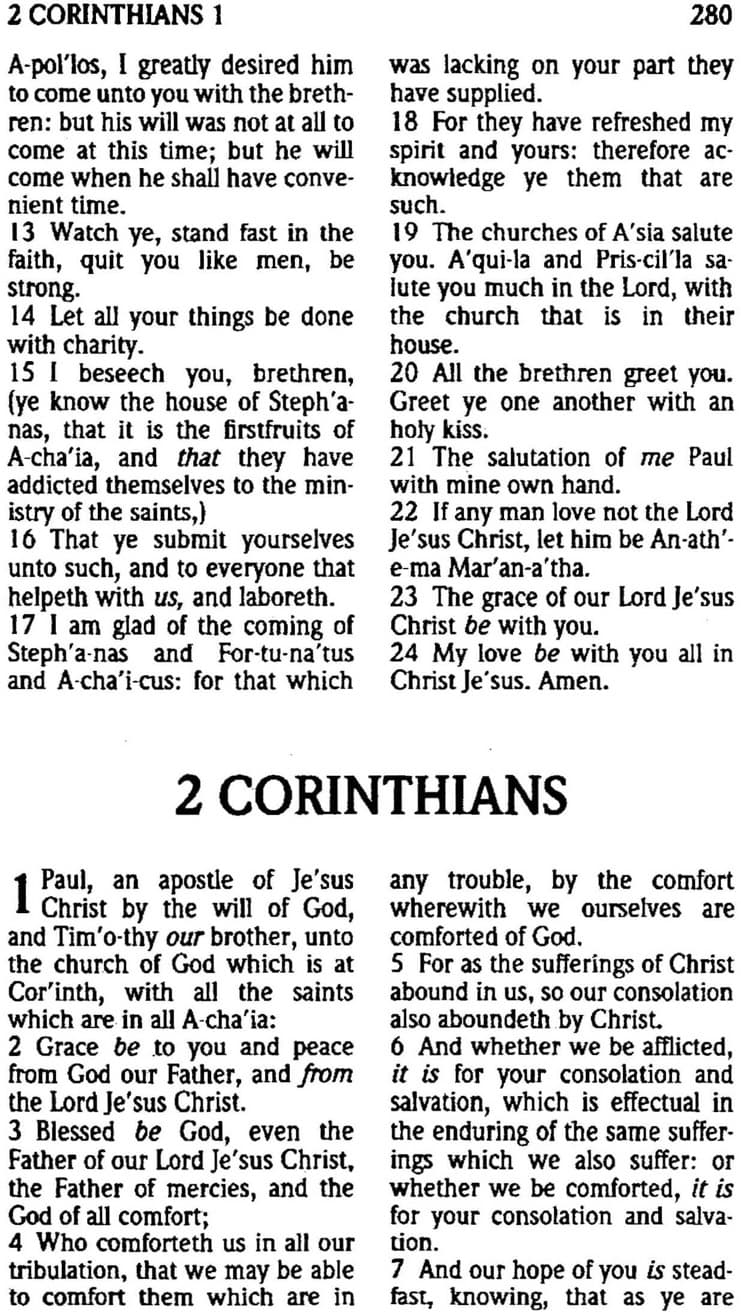 2 CORINTHIANS 1
280
A-pol'los, I greatly desired him
to come unto you with the breth-
ren: but his will was not at all to
come at this time; but he will
come when he shall have conve-
nient time.
13 Watch ye, stand fast in the
faith, quit you like men, be
strong.
14 Let all your things be done
with charity.
15 I beseech you, brethren,
(ye know the house of Steph'a-
nas, that it is the firstfruits of
A-cha'ia, and that they have
addicted themselves to the min-
istry of the saints,)
16 That ye submit yourselves
unto such, and to everyone that
helpeth with us, and laboreth.
17 I am glad of the coming of
Steph'a-nas and For-tu-na'tus
and A-cha'i-cus: for that which
was lacking on your part they
have supplied.
18 For they have refreshed my
spirit and yours: therefore ac-
knowledge ye them that are
such.
19 The churches of A'sia salute
you. A'qui-la and Pris-cil'la sa-
lute you much in the Lord, with
the church that is in their
house.
20 All the brethren greet you.
Greet ye one another with an
holy kiss.
21 The salutation of me Paul
with mine own hand.
22 If any man love not the Lord
Je'sus Christ, let him be An-ath'-
e-ma Mar'an-a'tha.
23 The grace of our Lord Je'sus
Christ be with you.
24 My love be with you all in
Christ Je'sus. Amen.
2 CORINTHIANS
1 Paul, an apostle of Je'sus
Christ by the will of God,
and Tim'o-thy our brother, unto
the church of God which is at
Cor'inth, with all the saints
which are in all A-cha'ia:
2 Grace be to you and peace
from God our Father, and from
the Lord Je'sus Christ.
3 Blessed be God, even the
Father of our Lord Je'sus Christ,
the Father of mercies, and the
God of all comfort;
4 Who comforteth us in all our
tribulation, that we may be able
to comfort them which are in
any trouble, by the comfort
wherewith we ourselves are
comforted of God.
5 For as the sufferings of Christ
abound in us, so our consolation
also aboundeth by Christ.
6 And whether we be afflicted,
it is for your consolation and
salvation, which is effectual in
the enduring of the same suffer-
ings which we also suffer: or
whether we be comforted, it is
for your consolation and salva-
tion.
7 And our hope of you is stead-
fast, knowing, that as ye are